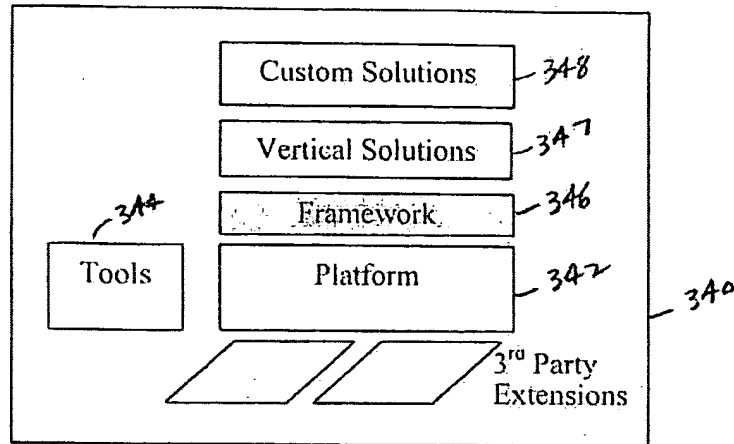 Custom Solutions
348
Vertical Solutions
347
Framework
346
344
Tools
Platform
342
340
3rd Party
Extensions